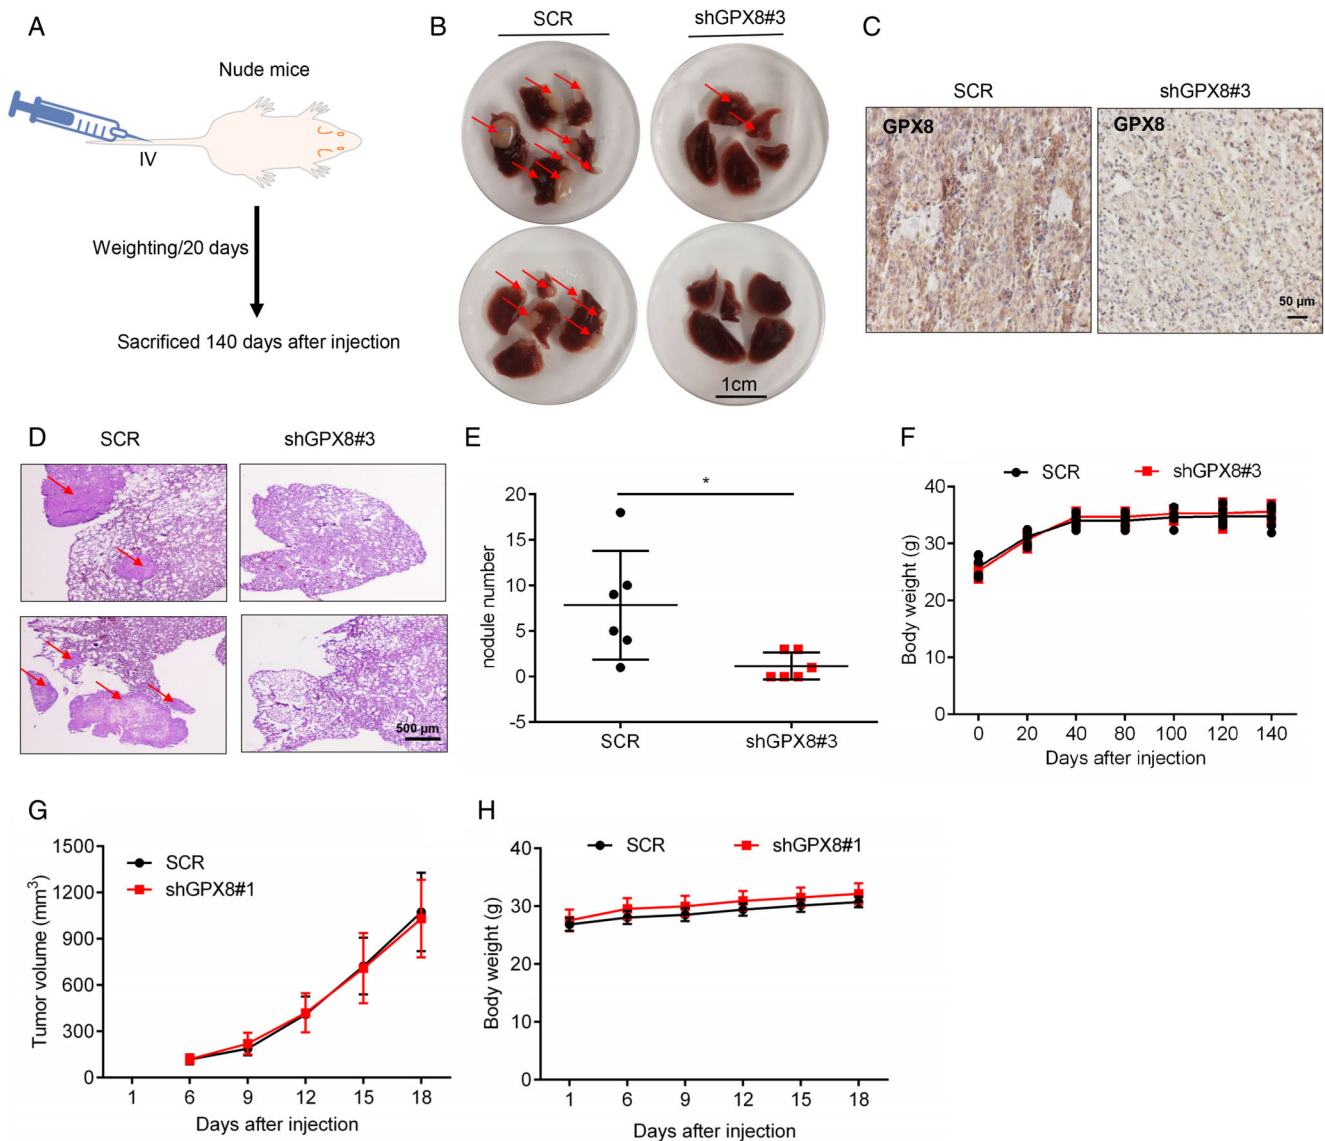 A
Nude mice
IV
Weighting/20 days
Sacrificed 140 days after injection
B
SCR
shGPX8#3
1cm
C
SCR
shGPX8#3
GPX8
GPX8
50 µm
D
SCR
shGPX8#3
500 µm
E
nodule number
20
15
10
5
0
−5
*
SCR
shGPX8#3
F
SCR
shGPX8#3
Body weight (g)
40
30
20
10
0
0 20 40 80 100 120 140
Days after injection
G
SCR
shGPX8#1
Tumor volume (mm³)
1500
1200
900
600
300
0
1 6 9 12 15 18
Days after injection
H
SCR
shGPX8#1
Body weight (g)
40
30
20
10
0
1 6 9 12 15 18
Days after injection